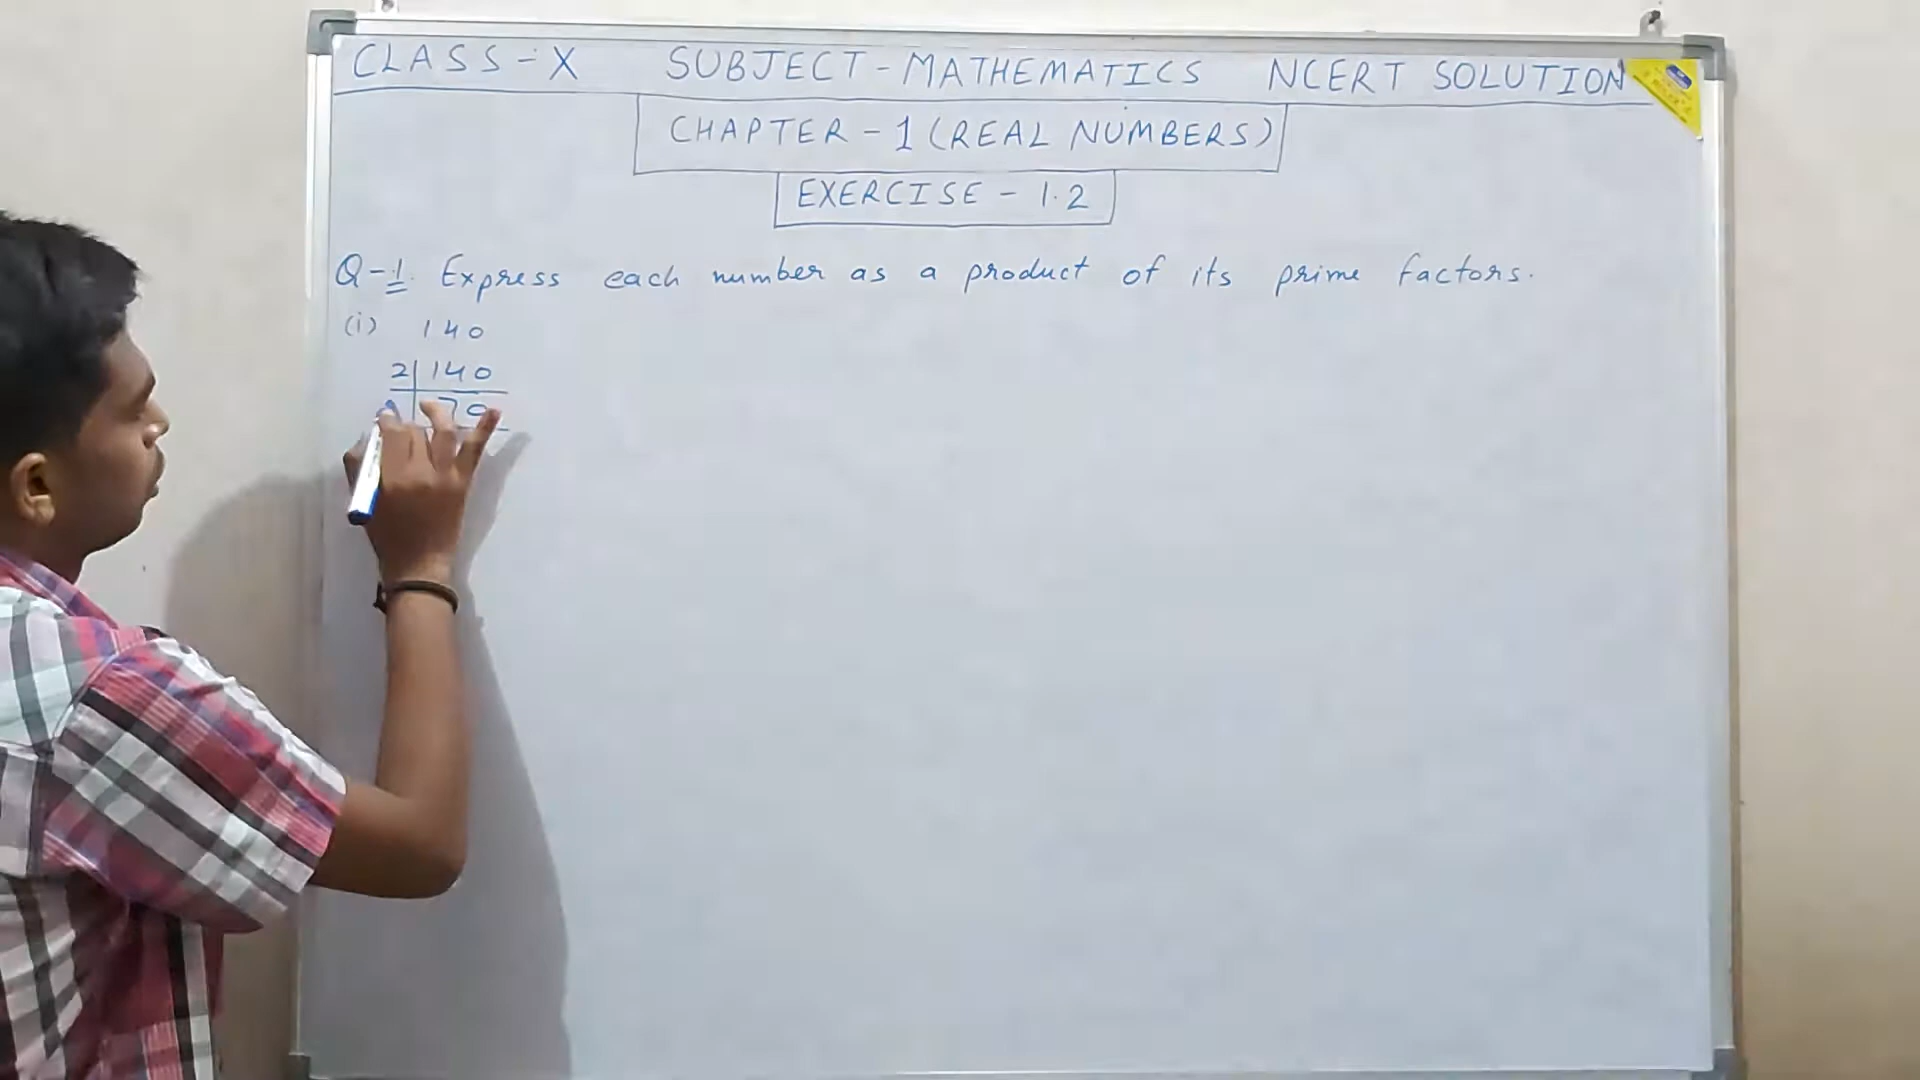 CLASS-X SUBJECT-MATHEMATICS NCERT SOLUTION
CHAPTER-1 (REAL NUMBERS)
EXERCISE-1.2
Q-1. Express each number as a product of its prime factors.
(i) 140
2|140
|70